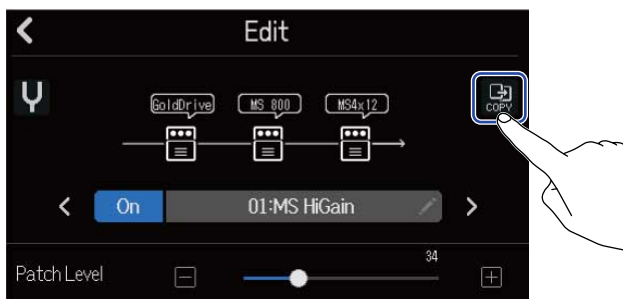 Edit
GoldDrive MS 800 MS4x12
COPY
On 01:MS HiGain
34
Patch Level